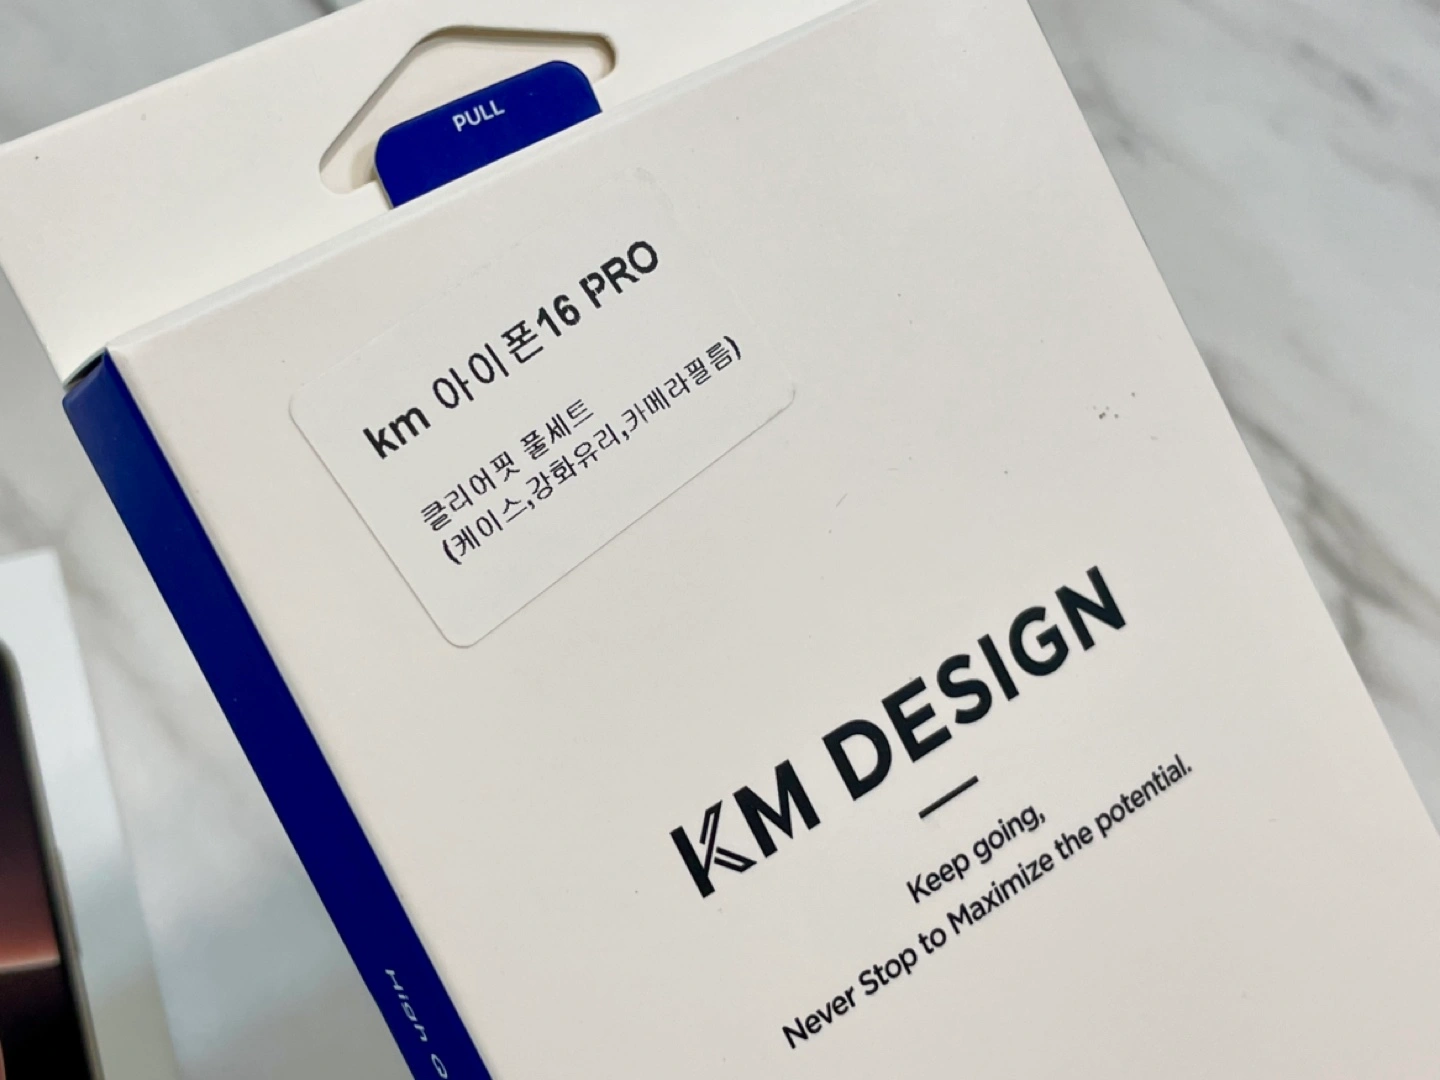 PULL
km 아이폰16 PRO
클리어핏 풀세트
(케이스,강화유리,카메라필름)
KM DESIGN
Keep going,
Never Stop to Maximize the potential.
High